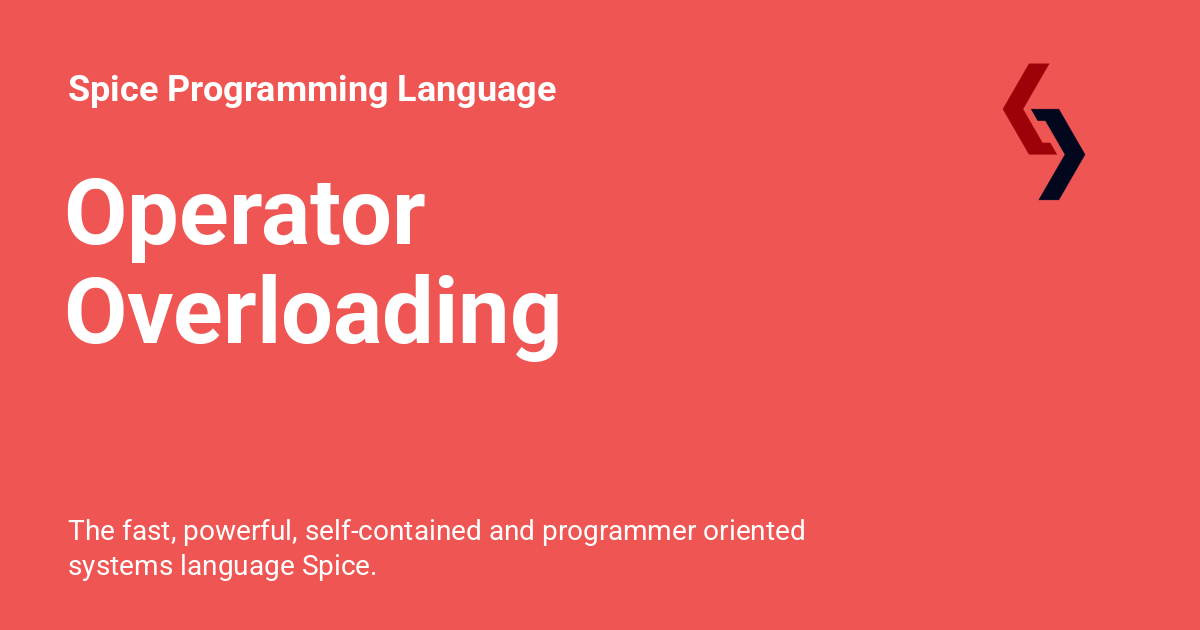 Spice Programming Language
Operator
Overloading
The fast, powerful, self-contained and programmer oriented
systems language Spice.